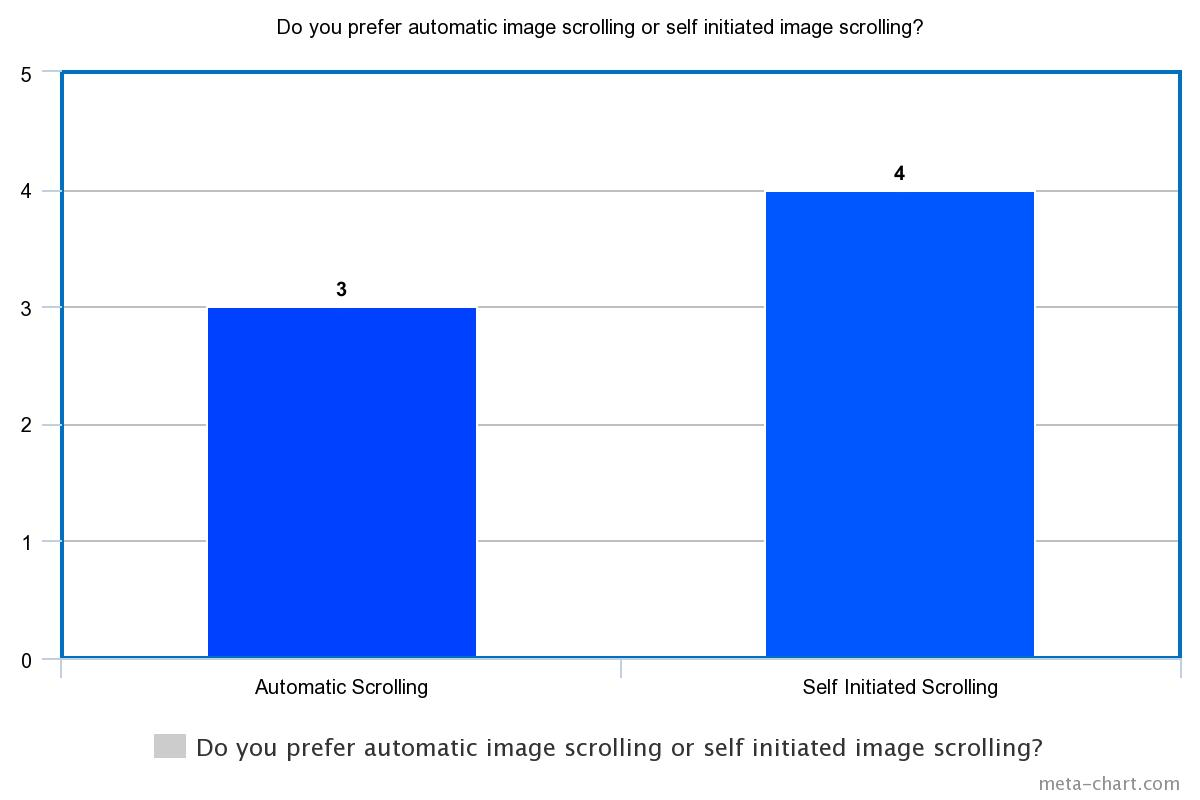 Do you prefer automatic image scrolling or self initiated image scrolling?
5
4
3
2
1
0
3
4
Automatic Scrolling
Self Initiated Scrolling
Do you prefer automatic image scrolling or self initiated image scrolling?
meta-chart.com